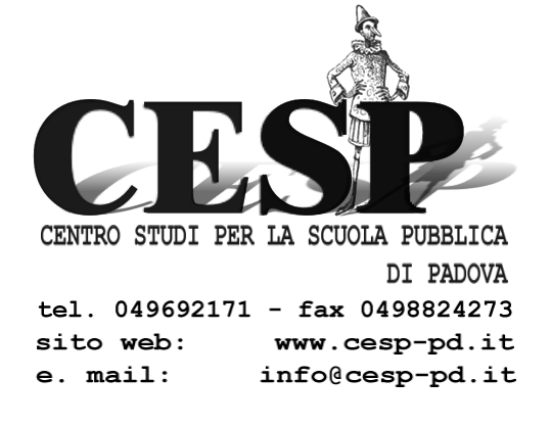 CESP
CENTRO STUDI PER LA SCUOLA PUBBLICA
DI PADOVA
tel. 049692171 - fax 0498824273
sito web: www.cesp-pd.it
e. mail: info@cesp-pd.it